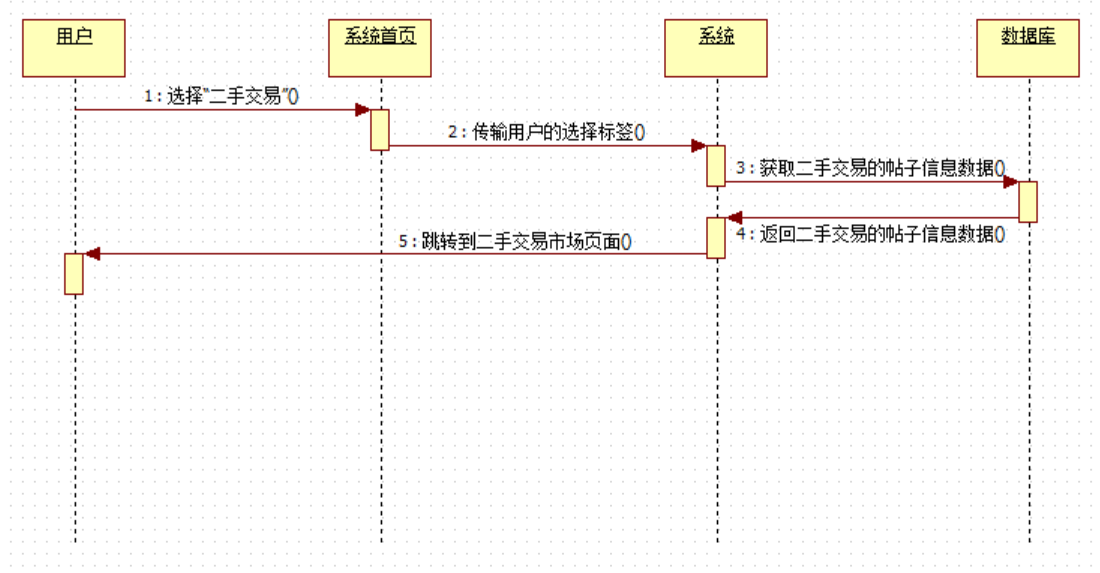 用户
系统首页
系统
数据库
1 : 选择“二手交易”()
2 : 传输用户的选择标签()
3 : 获取二手交易的帖子信息数据()
4 : 返回二手交易的帖子信息数据()
5 : 跳转到二手交易市场页面()